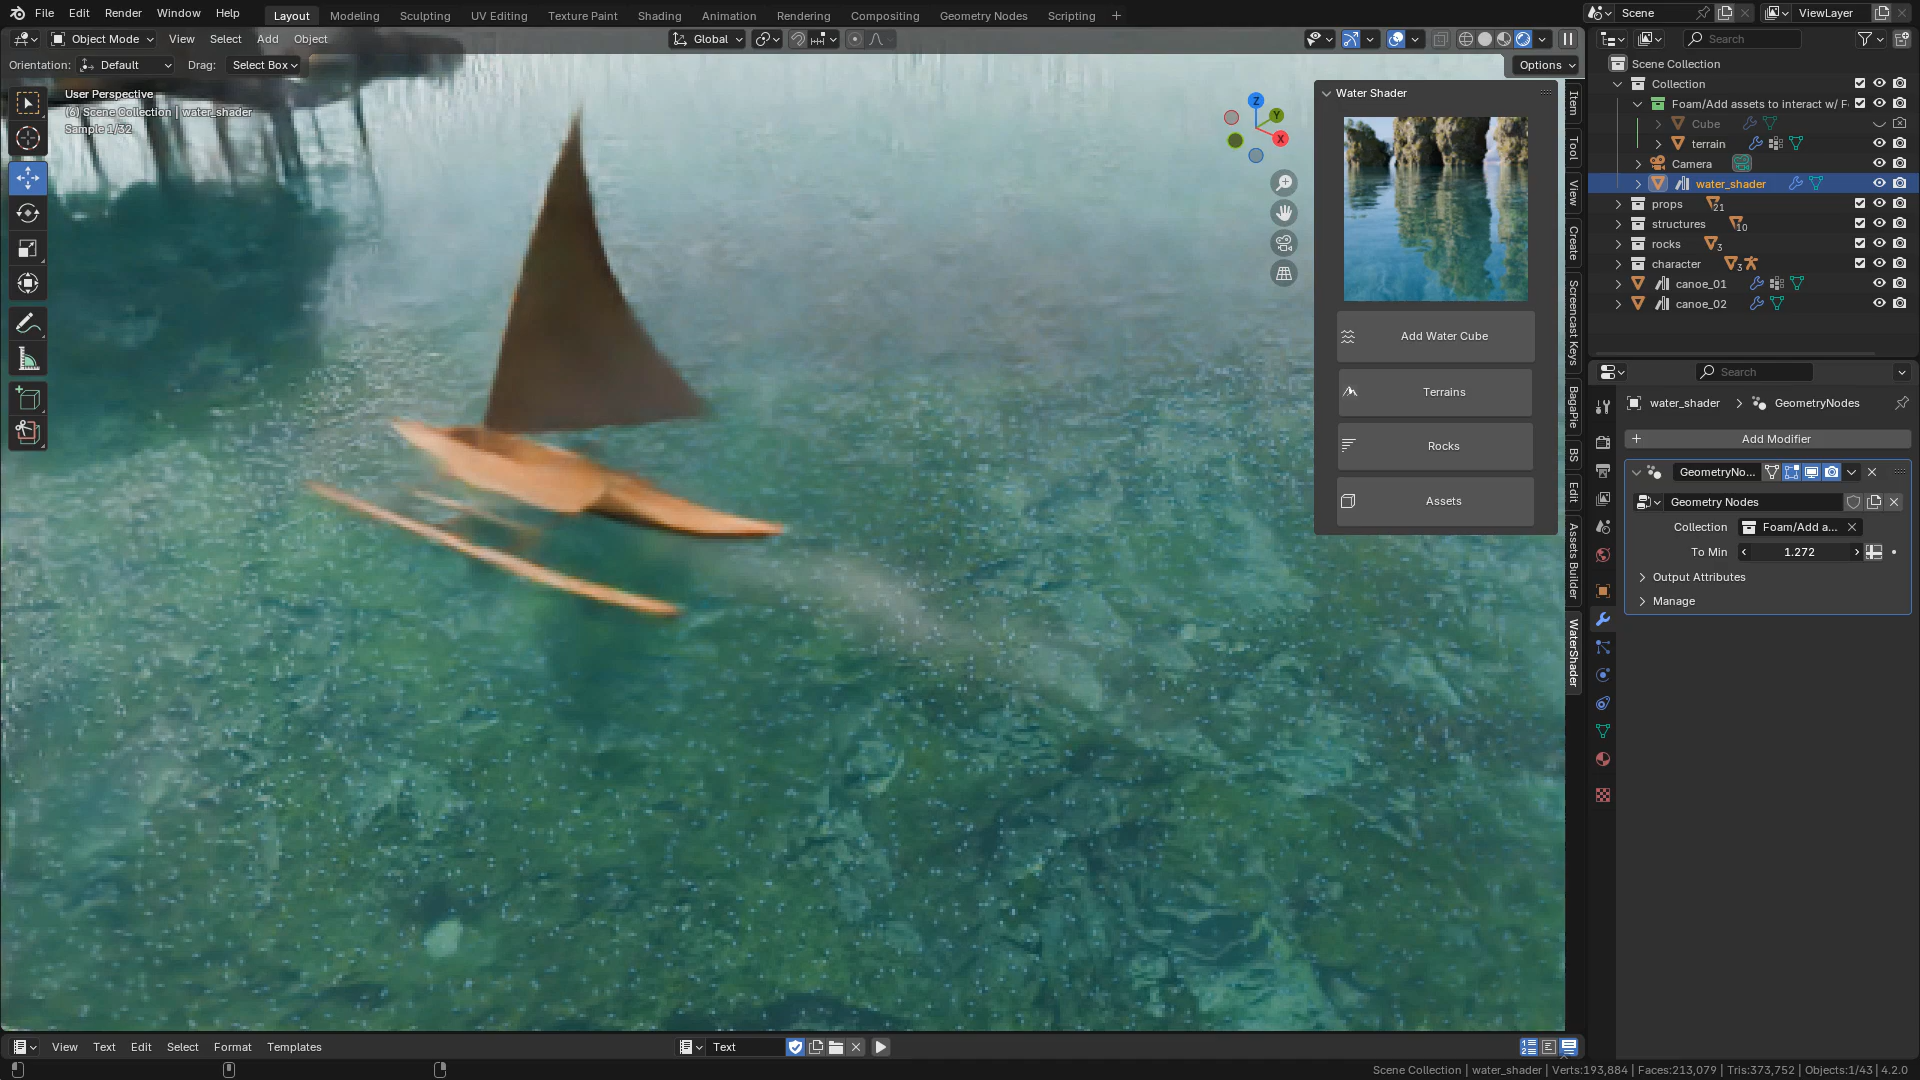 File Edit Render Window Help Layout Modeling Sculpting UV Editing Texture Paint Shading Animation Rendering Compositing Geometry Nodes Scripting
Scene ViewLayer
Object Mode View Select Add Object Global
Search
Orientation: Default Drag: Select Box Options
User Perspective
(6) Scene Collection | water_shader
Sample 1/32
Z
Y
X
Water Shader
Add Water Cube
Terrains
Rocks
Assets
Item
Tool
View
Create
Screencast Keys
BagaPie
BS
Edit
Assets Builder
WaterShader
Scene Collection
Collection
Foam/Add assets to interact w/ F
Cube
terrain
Camera
water_shader
props 21
structures 10
rocks 3
character 3
canoe_01
canoe_02
Search
water_shader GeometryNodes
Add Modifier
GeometryNo...
Geometry Nodes
Collection Foam/Add a...
To Min 1.272
Output Attributes
Manage
View Text Edit Select Format Templates Text
Scene Collection | water_shader | Verts:193,884 | Faces:213,079 | Tris:373,752 | Objects:1/43 | 4.2.0